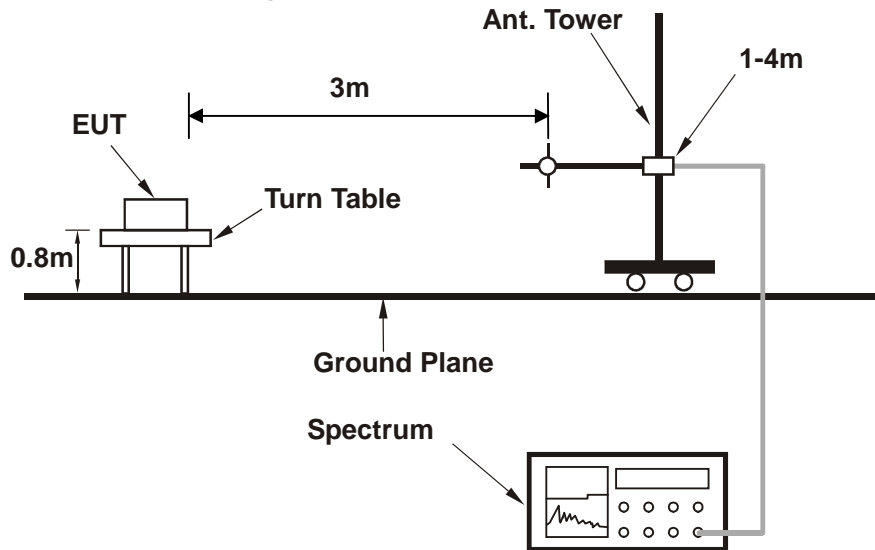 Ant. Tower
1-4m
3m
EUT
Turn Table
0.8m
Ground Plane
Spectrum